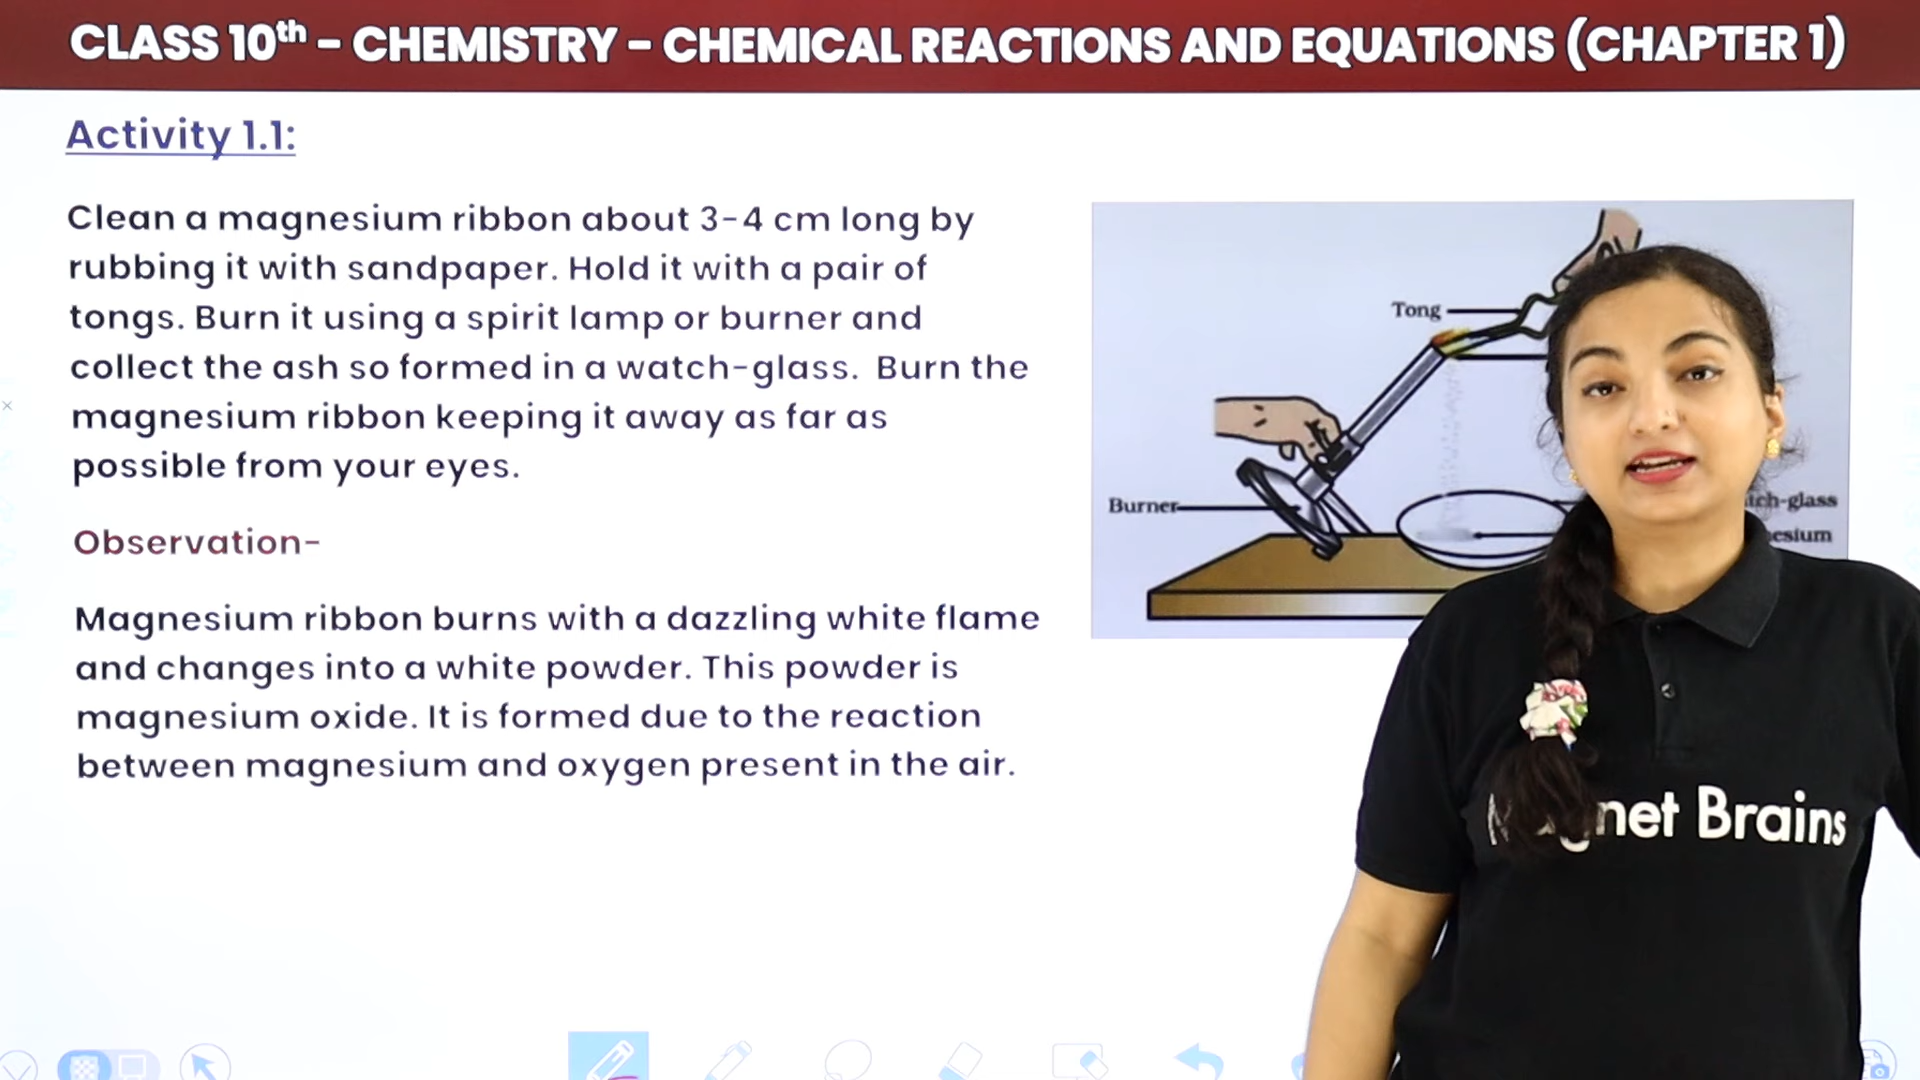 CLASS 10th - CHEMISTRY - CHEMICAL REACTIONS AND EQUATIONS (CHAPTER 1)
Activity 1.1:
Clean a magnesium ribbon about 3-4 cm long by
rubbing it with sandpaper. Hold it with a pair of
tongs. Burn it using a spirit lamp or burner and
collect the ash so formed in a watch-glass. Burn the
magnesium ribbon keeping it away as far as
possible from your eyes.
Observation-
Magnesium ribbon burns with a dazzling white flame
and changes into a white powder. This powder is
magnesium oxide. It is formed due to the reaction
between magnesium and oxygen present in the air.
Tong
Burner
Brains